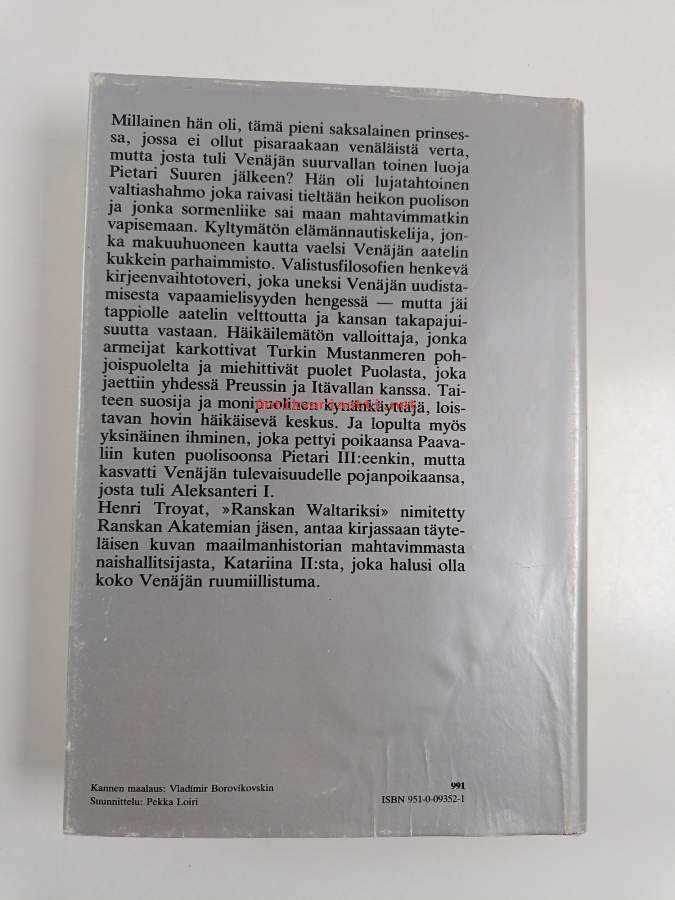 Millainen hän oli, tämä pieni saksalainen prinses-
sa, jossa ei ollut pisaraakaan venäläistä verta,
mutta josta tuli Venäjän suurvallan toinen luoja
Pietari Suuren jälkeen? Hän oli lujatahtoinen
valtiashahmo joka raivasi tieltään heikon puolison
ja jonka sormenliike sai maan mahtavimmatkin
vapisemaan. Kyltymätön elämännautiskelija, jon-
ka makuuhuoneen kautta vaelsi Venäjän aatelin
kukkein parhaimmisto. Valistusfilosofien henkevä
kirjeenvaihtotoveri, joka uneksi Venäjän uudista-
misesta vapaamielisyyden hengessä — mutta jäi
tappiolle aatelin velttoutta ja kansan takapajui-
suutta vastaan. Häikäilemätön valloittaja, jonka
armeijat karkottivat Turkin Mustanmeren poh-
joispuolelta ja miehittivät puolet Puolasta, joka
jaettiin yhdessä Preussin ja Itävallan kanssa. Tai-
teen suosija ja monipuolinen kynänkäyttäjä, lois-
tavan hovin häikäisevä keskus. Ja lopulta myös
yksinäinen ihminen, joka pettyi poikaansa Paava-
liin kuten puolisoonsa Pietari III:eenkin, mutta
kasvatti Venäjän tulevaisuudelle pojanpoikaansa,
josta tuli Aleksanteri I.
Henri Troyat, »Ranskan Waltariksi» nimitetty
Ranskan Akatemian jäsen, antaa kirjassaan täyte-
läisen kuvan maailmanhistorian mahtavimmasta
naishallitsijasta, Katariina II:sta, joka halusi olla
koko Venäjän ruumiillistuma.
Kannen maalaus: Vladímir Borovíkovskin
Suunnittelu: Pekka Loiri
991
ISBN 951-0-09352-1